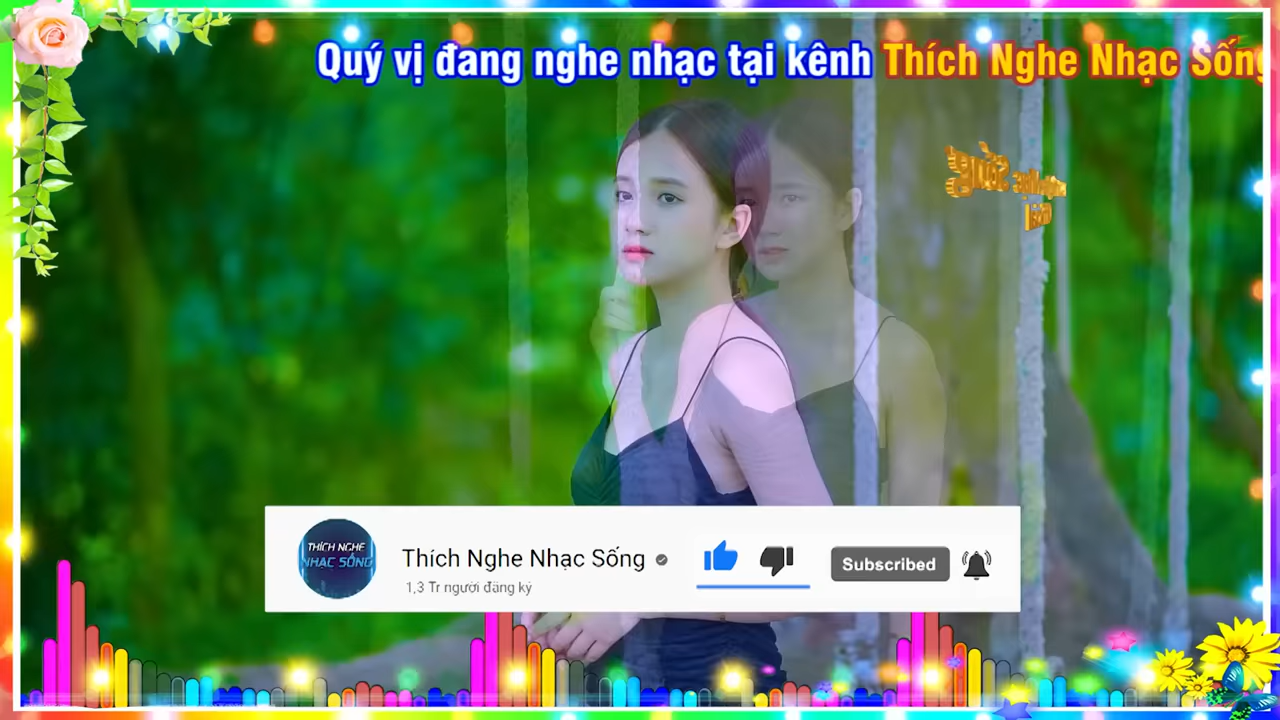 Quý vị đang nghe nhạc tại kênh Thích Nghe Nhạc Sống
THÍCH NGHE
NHẠC SỐNG
Thích Nghe Nhạc Sống
1,3 Tr người đăng ký
Subscribed